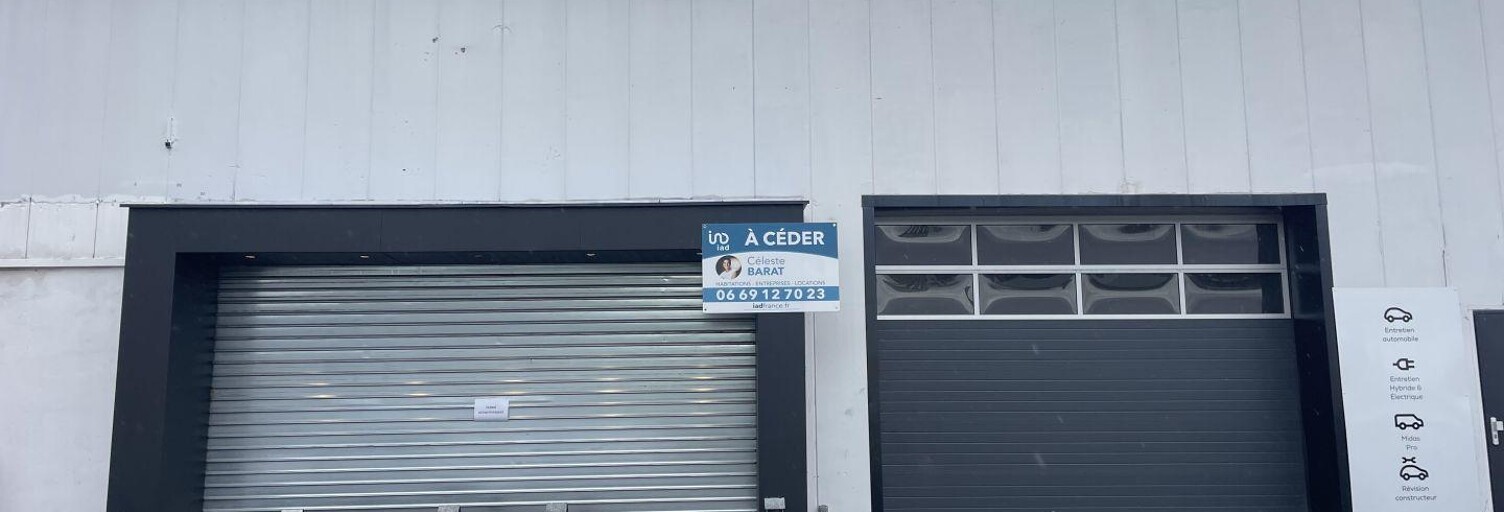 iad
À CÉDER
Céleste
BARAT
HABITATIONS - ENTREPRISES - LOCATIONS
06 69 12 70 23
iadfrance.fr
Entretien
automobile
Entretien
Hybride &
Électrique
Midas
Pro
Révision
constructeur